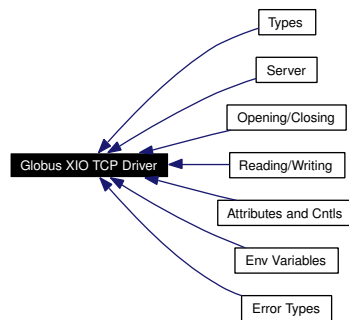 Types
Server
Opening/Closing
Globus XIO TCP Driver
Reading/Writing
Attributes and Cntls
Env Variables
Error Types